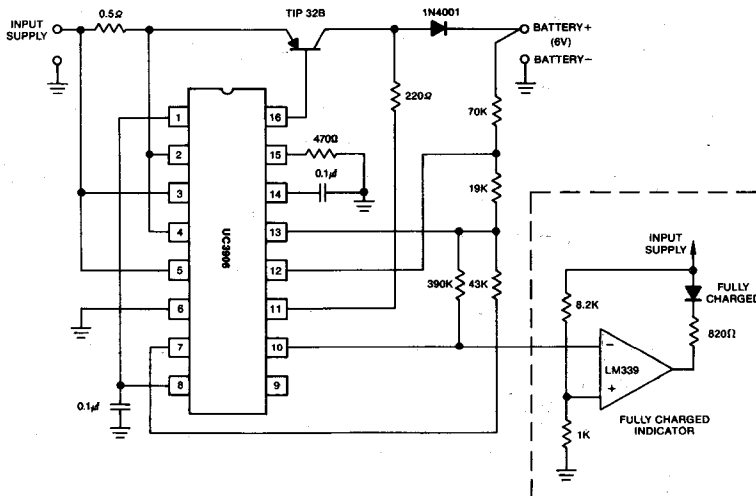 INPUT
SUPPLY
0.5Ω
TIP 32B
1N4001
BATTERY+
(6V)
BATTERY–
220Ω
70K
1
16
470Ω
2
15
0.1µf
19K
3
14
4
13
UC3906
INPUT
SUPPLY
5
12
390K
43K
8.2K
FULLY
CHARGED
6
11
820Ω
7
10
–
LM339
+
8
9
0.1µf
1K
FULLY CHARGED
INDICATOR